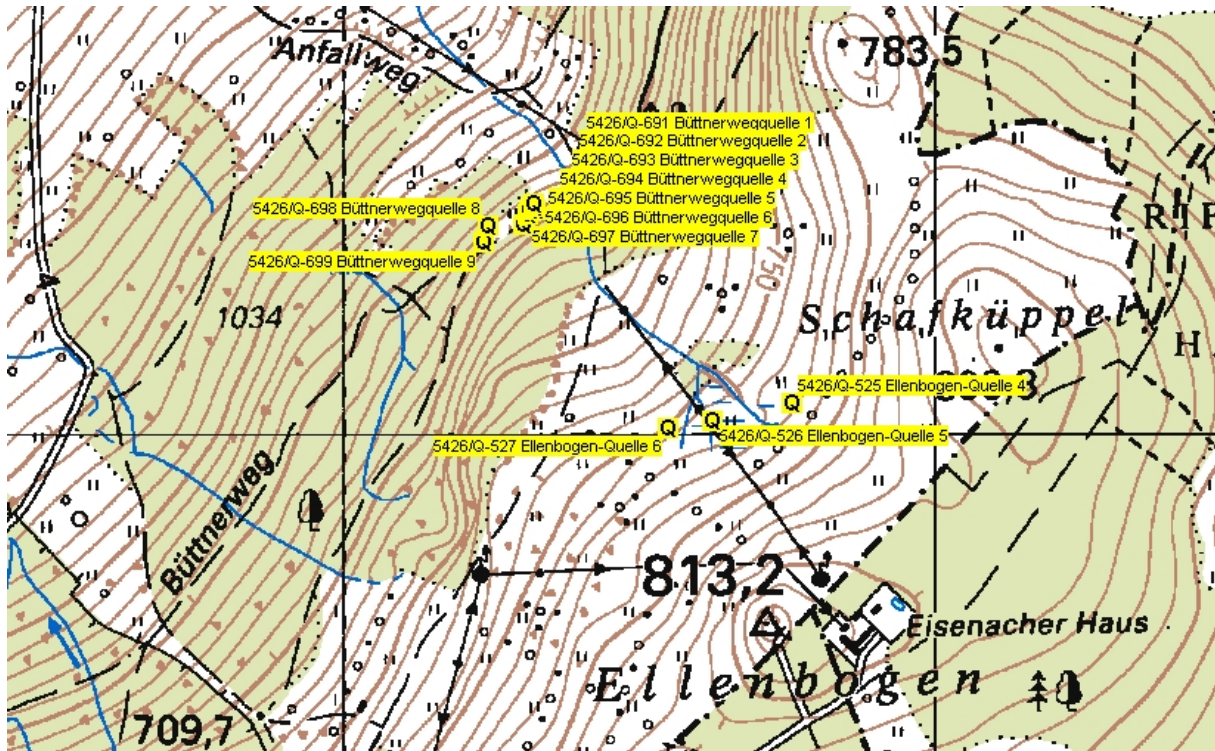 Anfallweg
783,5
5426/Q-691 Büttnerwegquelle 1
5426/Q-692 Büttnerwegquelle 2
5426/Q-693 Büttnerwegquelle 3
5426/Q-694 Büttnerwegquelle 4
5426/Q-695 Büttnerwegquelle 5
5426/Q-698 Büttnerwegquelle 8
5426/Q-696 Büttnerwegquelle 6
5426/Q-697 Büttnerwegquelle 7
5426/Q-699 Büttnerwegquelle 9
Q
Q
Q
Q
750
1034
Schafküppel
H
5426/Q-525 Ellenbogen-Quelle 4
Q
Q
Q
5426/Q-526 Ellenbogen-Quelle 5
5426/Q-527 Ellenbogen-Quelle 6
Büttnerweg
813,2
Eisenacher Haus
Ellenbogen
709,7